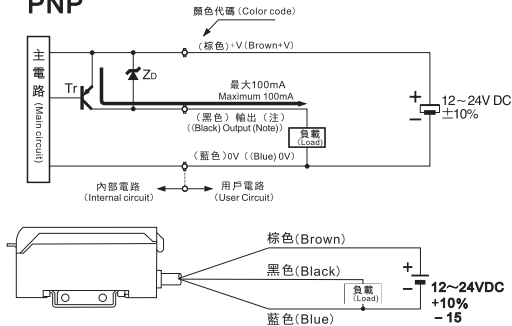 PNP
顏色代碼(Color code)
(棕色)+V(Brown+V)
主電路(Main circuit)
Tr
ZD
最大100mA
Maximum 100mA
(黑色)輸出(注)
((Black) Output (Note))
負載
(Load)
+
−
12～24V DC
±10%
(藍色)0V ((Blue) 0V)
內部電路
(Internal circuit)
用戶電路
(User Circuit)
棕色(Brown)
黑色(Black)
負載
(Load)
藍色(Blue)
+
−
12～24VDC
+10%
−15